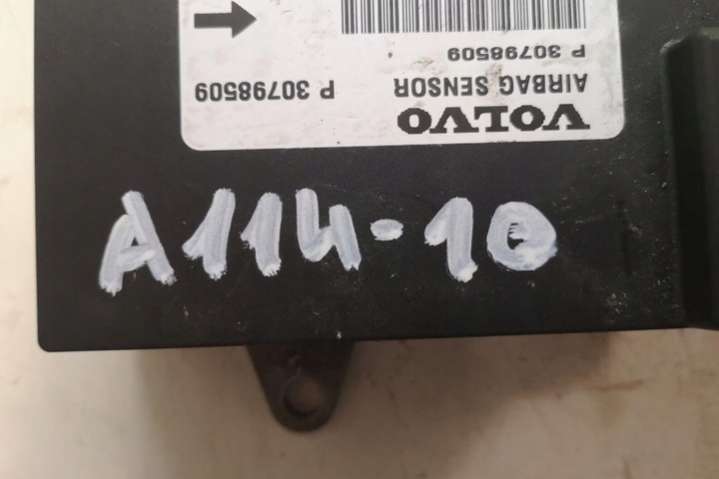 VOLVO
AIRBAG SENSOR P 30798509
P 30798509
A114-10